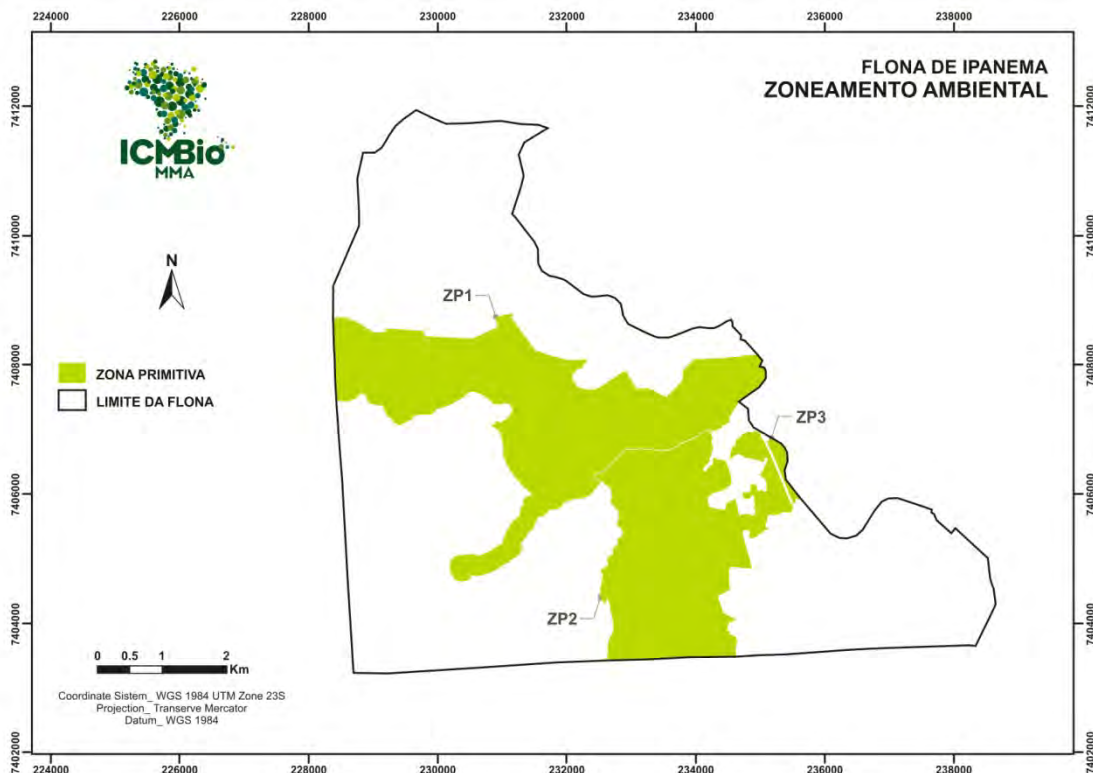 224000 226000 228000 230000 232000 234000 236000 238000
FLONA DE IPANEMA
ZONEAMENTO AMBIENTAL
ICMBio
MMA
N
ZP1
ZP3
ZP2
ZONA PRIMITIVA
LIMITE DA FLONA
0 0.5 1 2
Km
Coordinate Sistem_ WGS 1984 UTM Zone 23S
Projection_ Transerve Mercator
Datum_ WGS 1984
7412000
7410000
7408000
7406000
7404000
7402000
7412000
7410000
7408000
7406000
7404000
7402000
224000 226000 228000 230000 232000 234000 236000 238000